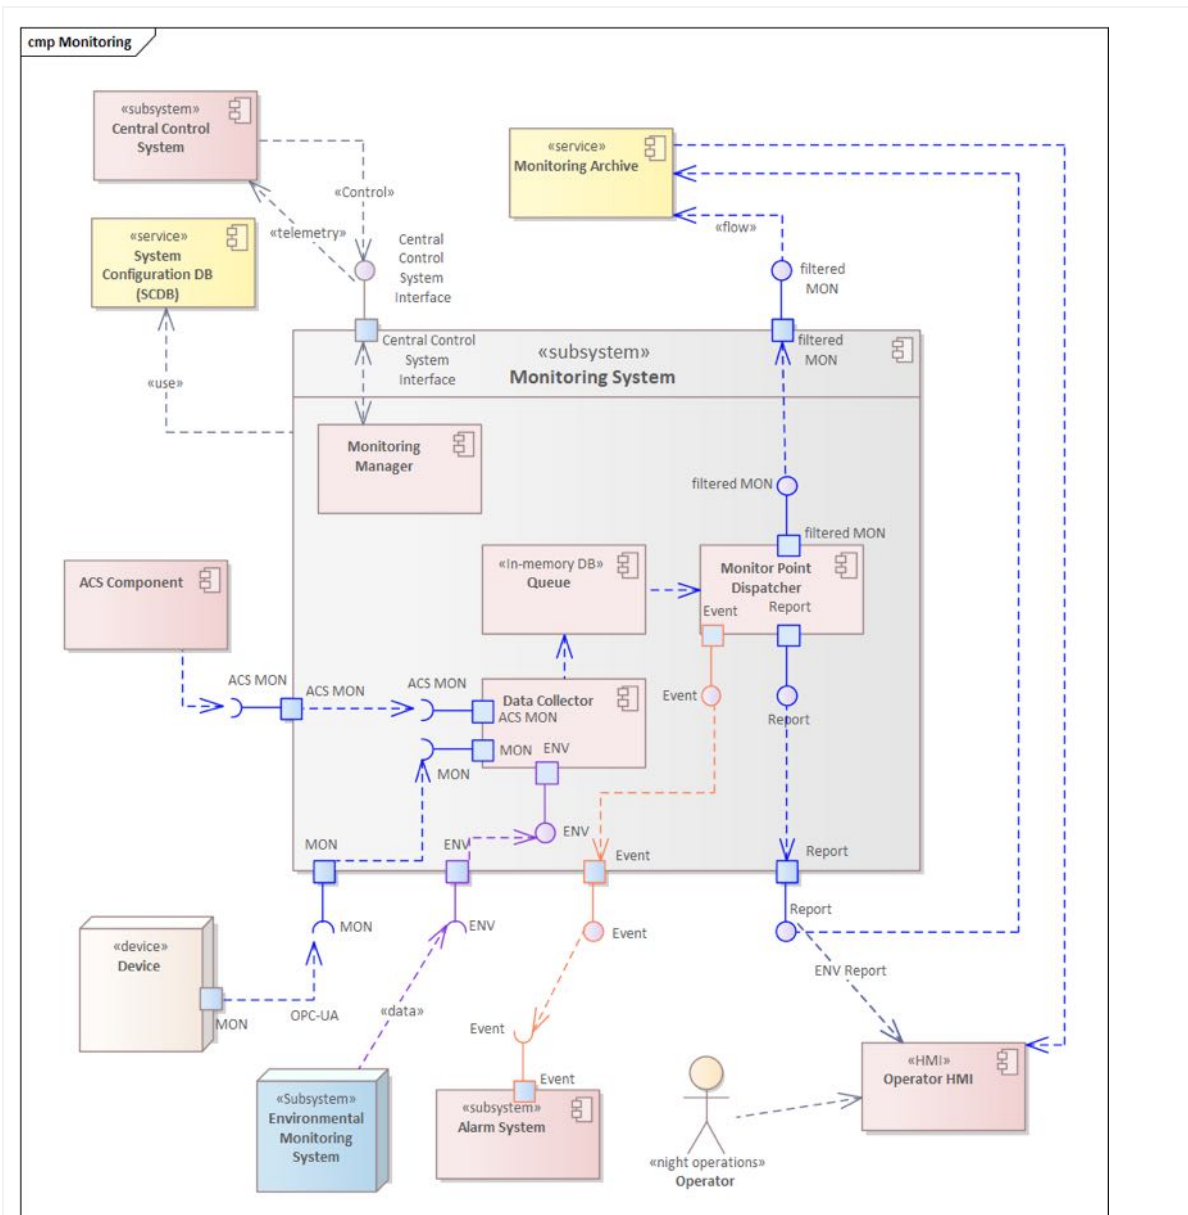 cmp Monitoring
«subsystem»
Central Control
System
«service»
Monitoring Archive
«Control»
«telemetry»
«flow»
«service»
System
Configuration DB
(SCDB)
Central
Control
System
Interface
filtered
MON
«use»
Central Control
System
Interface
«subsystem»
Monitoring System
filtered
MON
Monitoring
Manager
filtered MON
filtered MON
ACS Component
«In-memory DB»
Queue
Monitor Point
Dispatcher
Event
Report
ACS MON
ACS MON
ACS MON
Data Collector
ACS MON
Event
Report
MON
ENV
MON
ENV
MON
ENV
Event
Report
MON
ENV
Event
Report
«device»
Device
MON
OPC-UA
«data»
ENV Report
Event
Event
«Subsystem»
Environmental
Monitoring
System
«subsystem»
Alarm System
«HMI»
Operator HMI
«night operations»
Operator